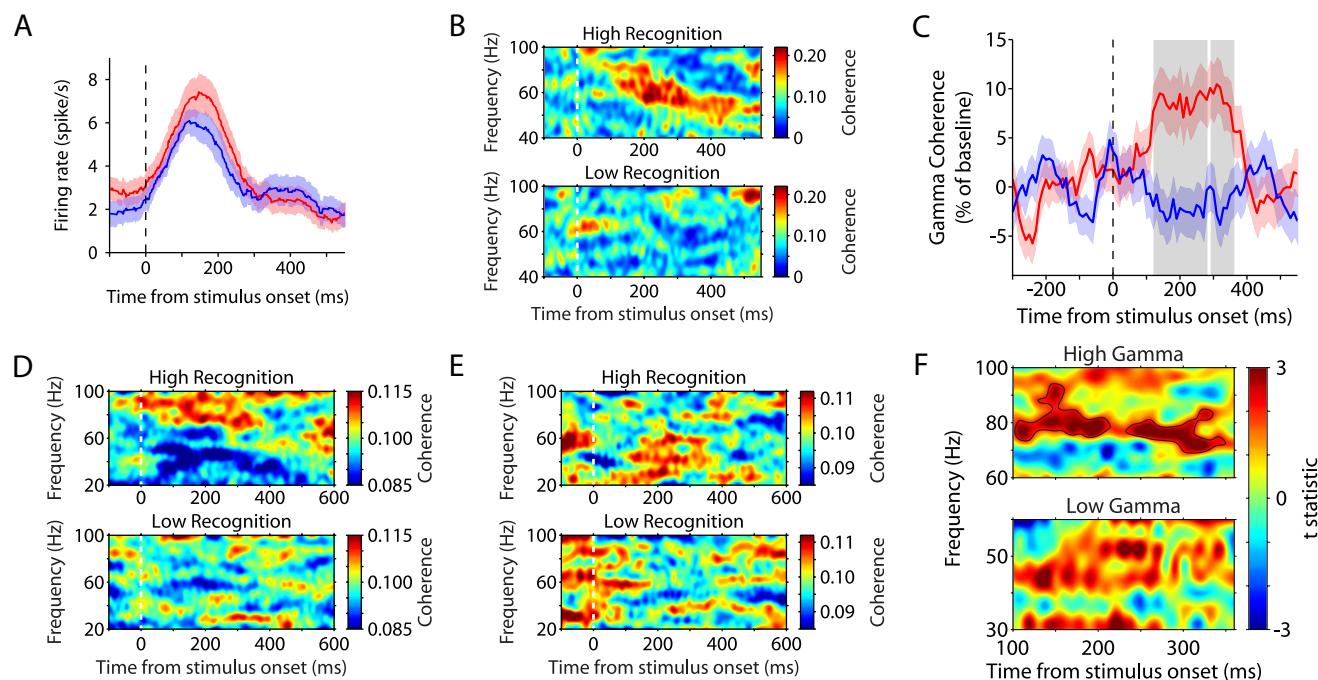 A
Firing rate (spike/s)
8
6
4
2
0
0
200
400
Time from stimulus onset (ms)
B
High Recognition
Frequency (Hz)
100
60
40
0.20
0.10
0
Coherence
Low Recognition
Frequency (Hz)
100
60
40
0
200
400
0.20
0.10
0
Coherence
Time from stimulus onset (ms)
C
Gamma Coherence
(% of baseline)
15
10
5
0
-5
-200
0
200
400
Time from stimulus onset (ms)
D
High Recognition
Frequency (Hz)
100
60
20
0
200
400
600
0.115
0.100
0.085
Coherence
Low Recognition
Frequency (Hz)
100
60
20
0
200
400
600
0.115
0.100
0.085
Coherence
Time from stimulus onset (ms)
E
High Recognition
Frequency (Hz)
100
60
20
0
200
400
600
0.11
0.10
0.09
Coherence
Low Recognition
Frequency (Hz)
100
60
20
0
200
400
600
0.11
0.10
0.09
Coherence
Time from stimulus onset (ms)
F
High Gamma
100
80
60
Low Gamma
Frequency (Hz)
50
30
100
200
300
Time from stimulus onset (ms)
3
0
-3
t statistic